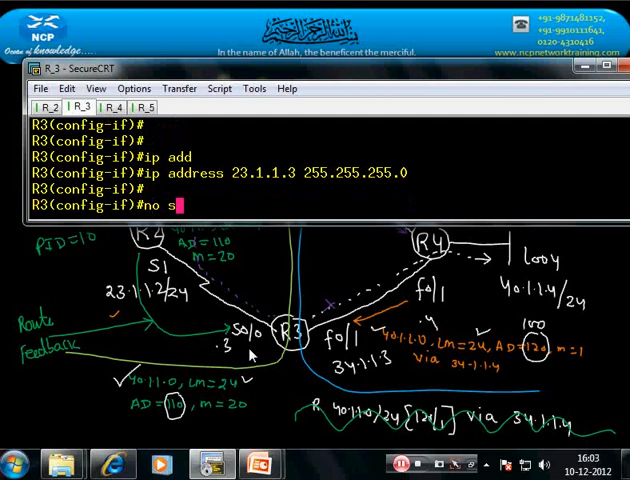 NCP
Ocean of knowledge...
In the name of Allah, the beneficent the merciful.
+91-9871481152,
+91-9910111641,
0120-4310416
www.ncpnetworktraining.com
R_3 - SecureCRT
File Edit View Options Transfer Script Tools Help
R_2 R_3 R_4 R_5
R3(config-if)#
R3(config-if)#
R3(config-if)#ip add
R3(config-if)#ip address 23.1.1.3 255.255.255.0
R3(config-if)#
R3(config-if)#no s
PID=10
R2
AD=110
m=20
S1
23.1.1.2/24
R4
Loo4
40.1.1.4/24
fo/1
.4
Route
Feedback
So/o
.3
R3
fo/1
34.1.1.3
100
40.1.1.0, LM=24, AD=120, m=1
via 34.1.1.4
40.1.1.0, LM=24
AD=110, m=20
R 40.1.1.0/24 [120/1] via 34.1.1.4
16:03
10-12-2012